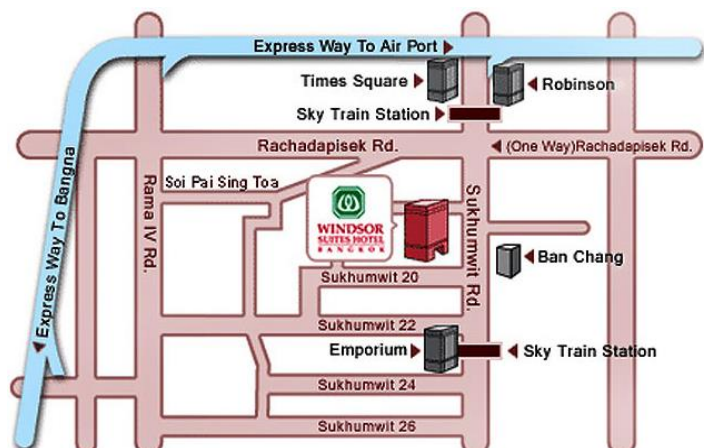 Express Way To Air Port
Times Square
Robinson
Sky Train Station
Rachadapisek Rd.
(One Way)Rachadapisek Rd.
Express Way To Bangna
Rama IV Rd.
Soi Pai Sing Toa
WINDSOR
SUITES HOTEL
BANGKOK
Sukhumwit Rd.
Ban Chang
Sukhumwit 20
Sukhumwit 22
Emporium
Sky Train Station
Sukhumwit 24
Sukhumwit 26